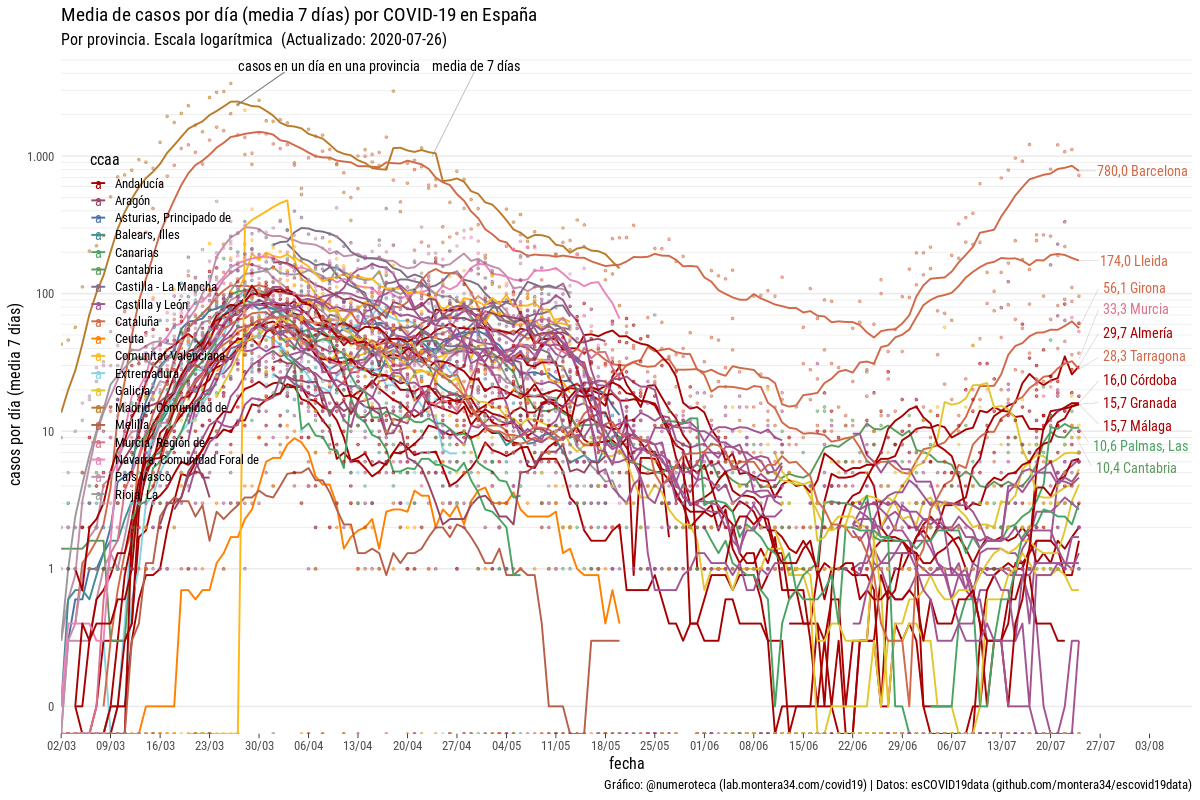 Media de casos por día (media 7 días) por COVID-19 en España
Por provincia. Escala logarítmica (Actualizado: 2020-07-26)
casos en un día en una provincia media de 7 días
casos por día (media 7 días)
1.000
100
10
1
0
ccaa
Andalucía
Aragón
Asturias, Principado de
Balears, Illes
Canarias
Cantabria
Castilla - La Mancha
Castilla y León
Cataluña
Ceuta
Comunitat Valenciana
Extremadura
Galicia
Madrid, Comunidad de
Melilla
Murcia, Región de
Navarra, Comunidad Foral de
País Vasco
Rioja, La
780,0 Barcelona
174,0 Lleida
56,1 Girona
33,3 Murcia
29,7 Almería
28,3 Tarragona
16,0 Córdoba
15,7 Granada
15,7 Málaga
10,6 Palmas, Las
10,4 Cantabria
02/03 09/03 16/03 23/03 30/03 06/04 13/04 20/04 27/04 04/05 11/05 18/05 25/05 01/06 08/06 15/06 22/06 29/06 06/07 13/07 20/07 27/07 03/08
fecha
Gráfico: @numeroteca (lab.montera34.com/covid19) | Datos: esCOVID19data (github.com/montera34/escovid19data)